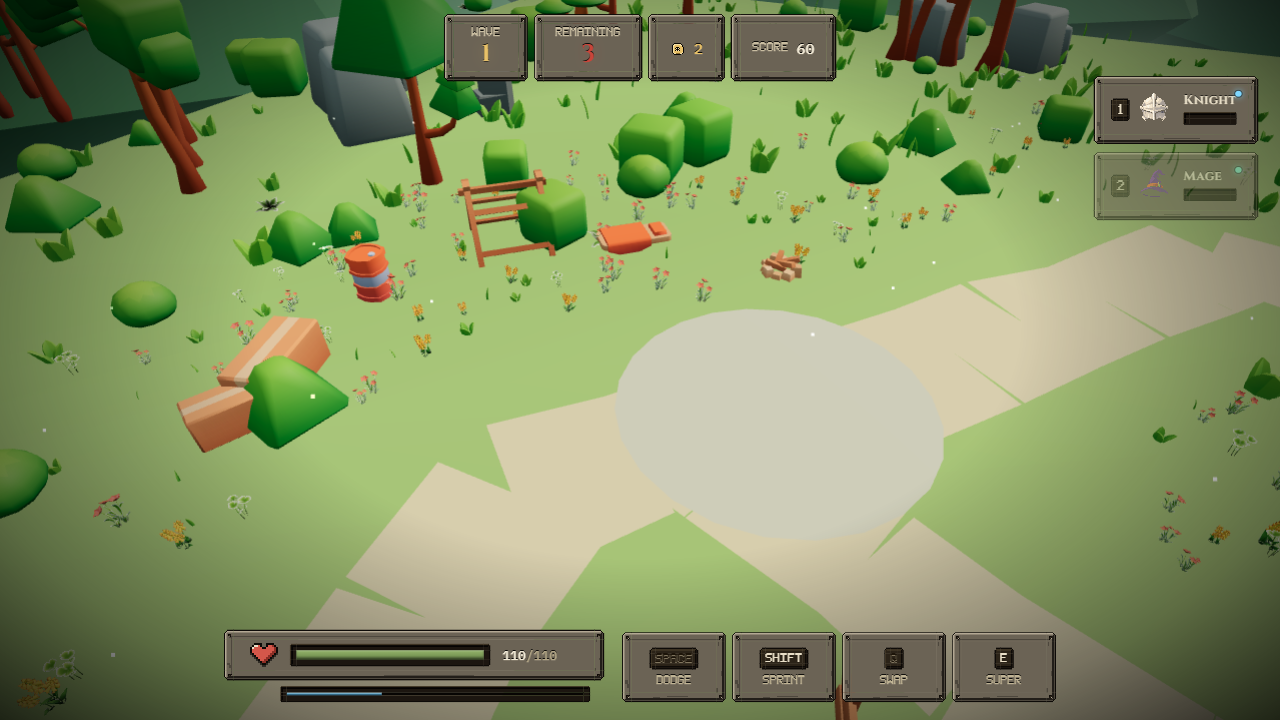 WAVE
1
REMAINING
3
2
SCORE 60
1 KNIGHT
2 MAGE
110/110
SPACE
DODGE
SHIFT
SPRINT
Q
SWAP
E
SUPER